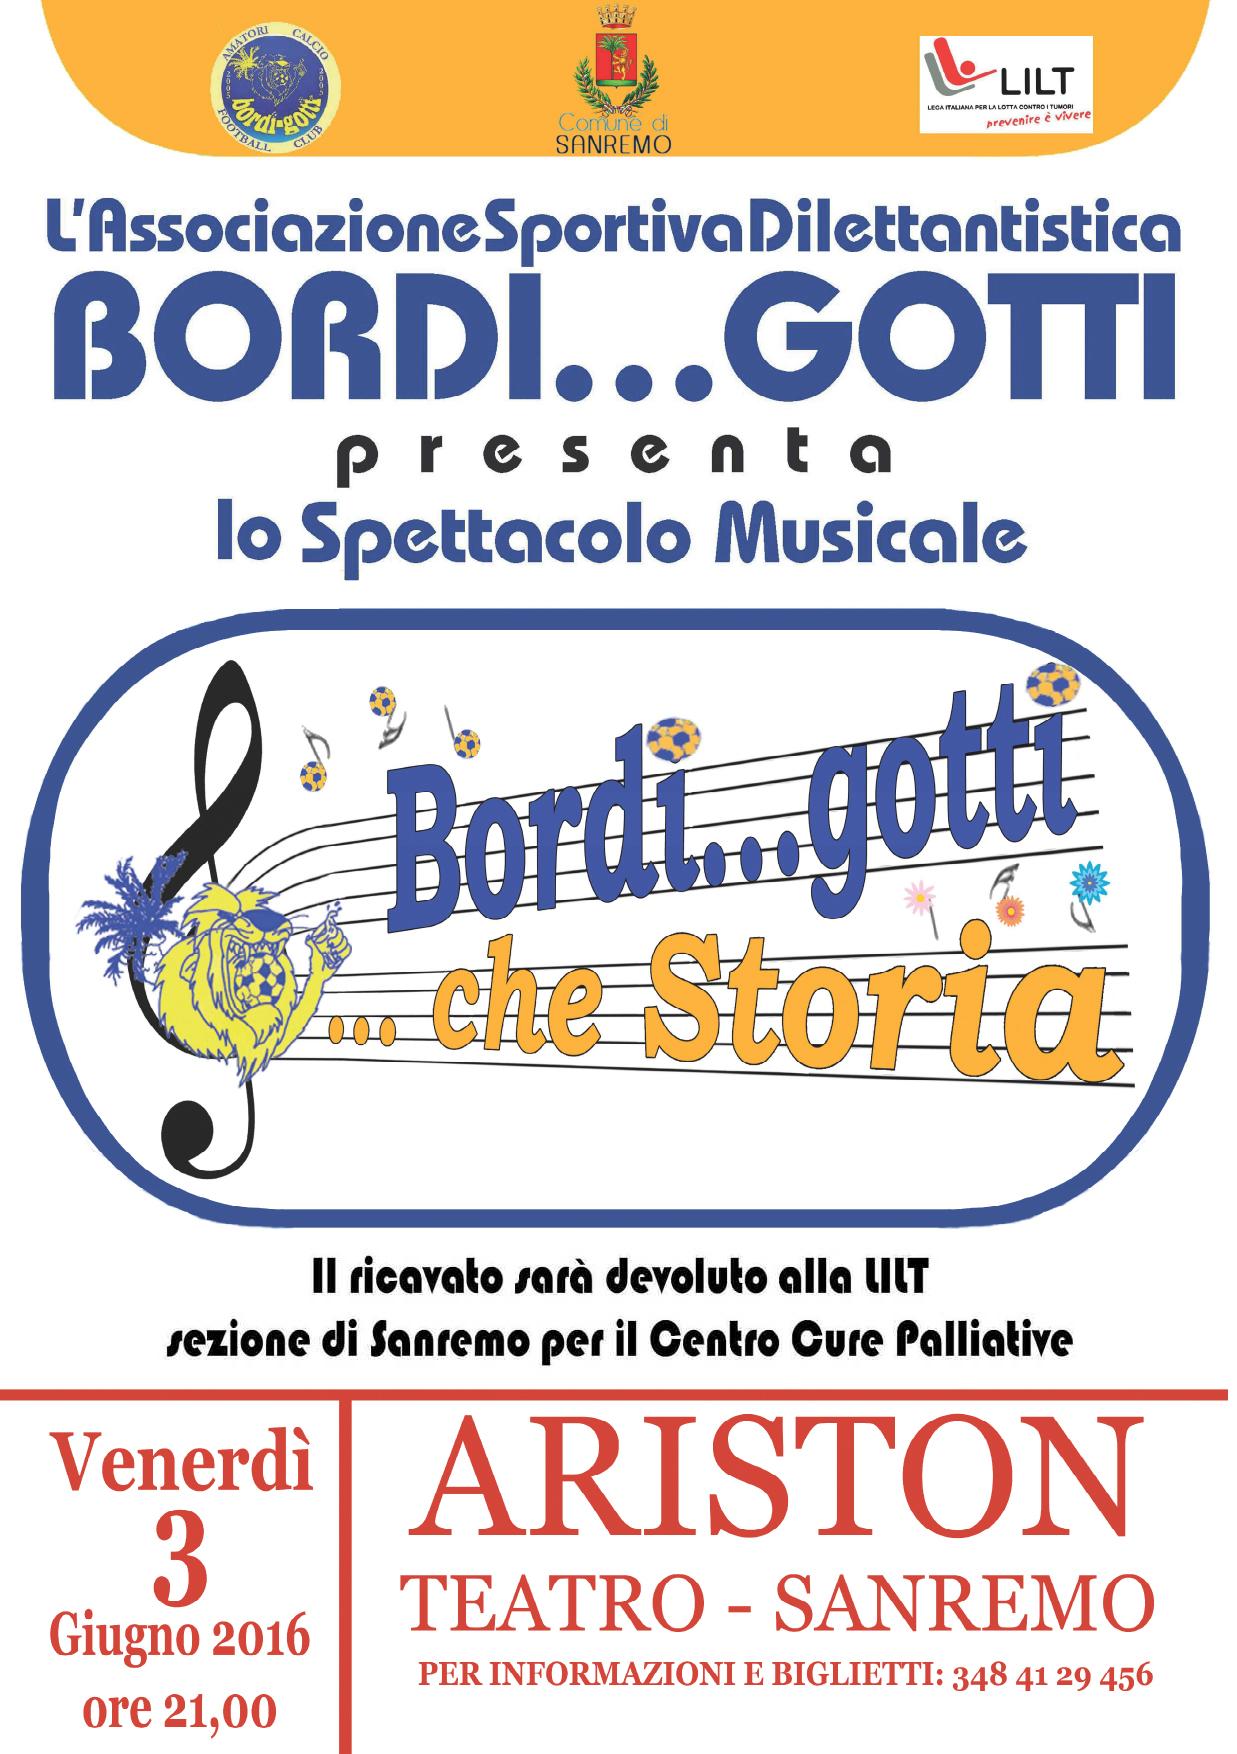 AMATORI CALCIO
2005 2005
bordi-gotti
FOOTBALL CLUB
Comune di
SANREMO
LILT
LEGA ITALIANA PER LA LOTTA CONTRO I TUMORI
prevenire è vivere
L'AssociazioneSportivaDilettantistica
BORDI...GOTTI
presenta
lo Spettacolo Musicale
Bordi...gotti
... che Storia
Il ricavato sarà devoluto alla LILT
sezione di Sanremo per il Centro Cure Palliative
Venerdì
3
Giugno 2016
ore 21,00
ARISTON
TEATRO - SANREMO
PER INFORMAZIONI E BIGLIETTI: 348 41 29 456